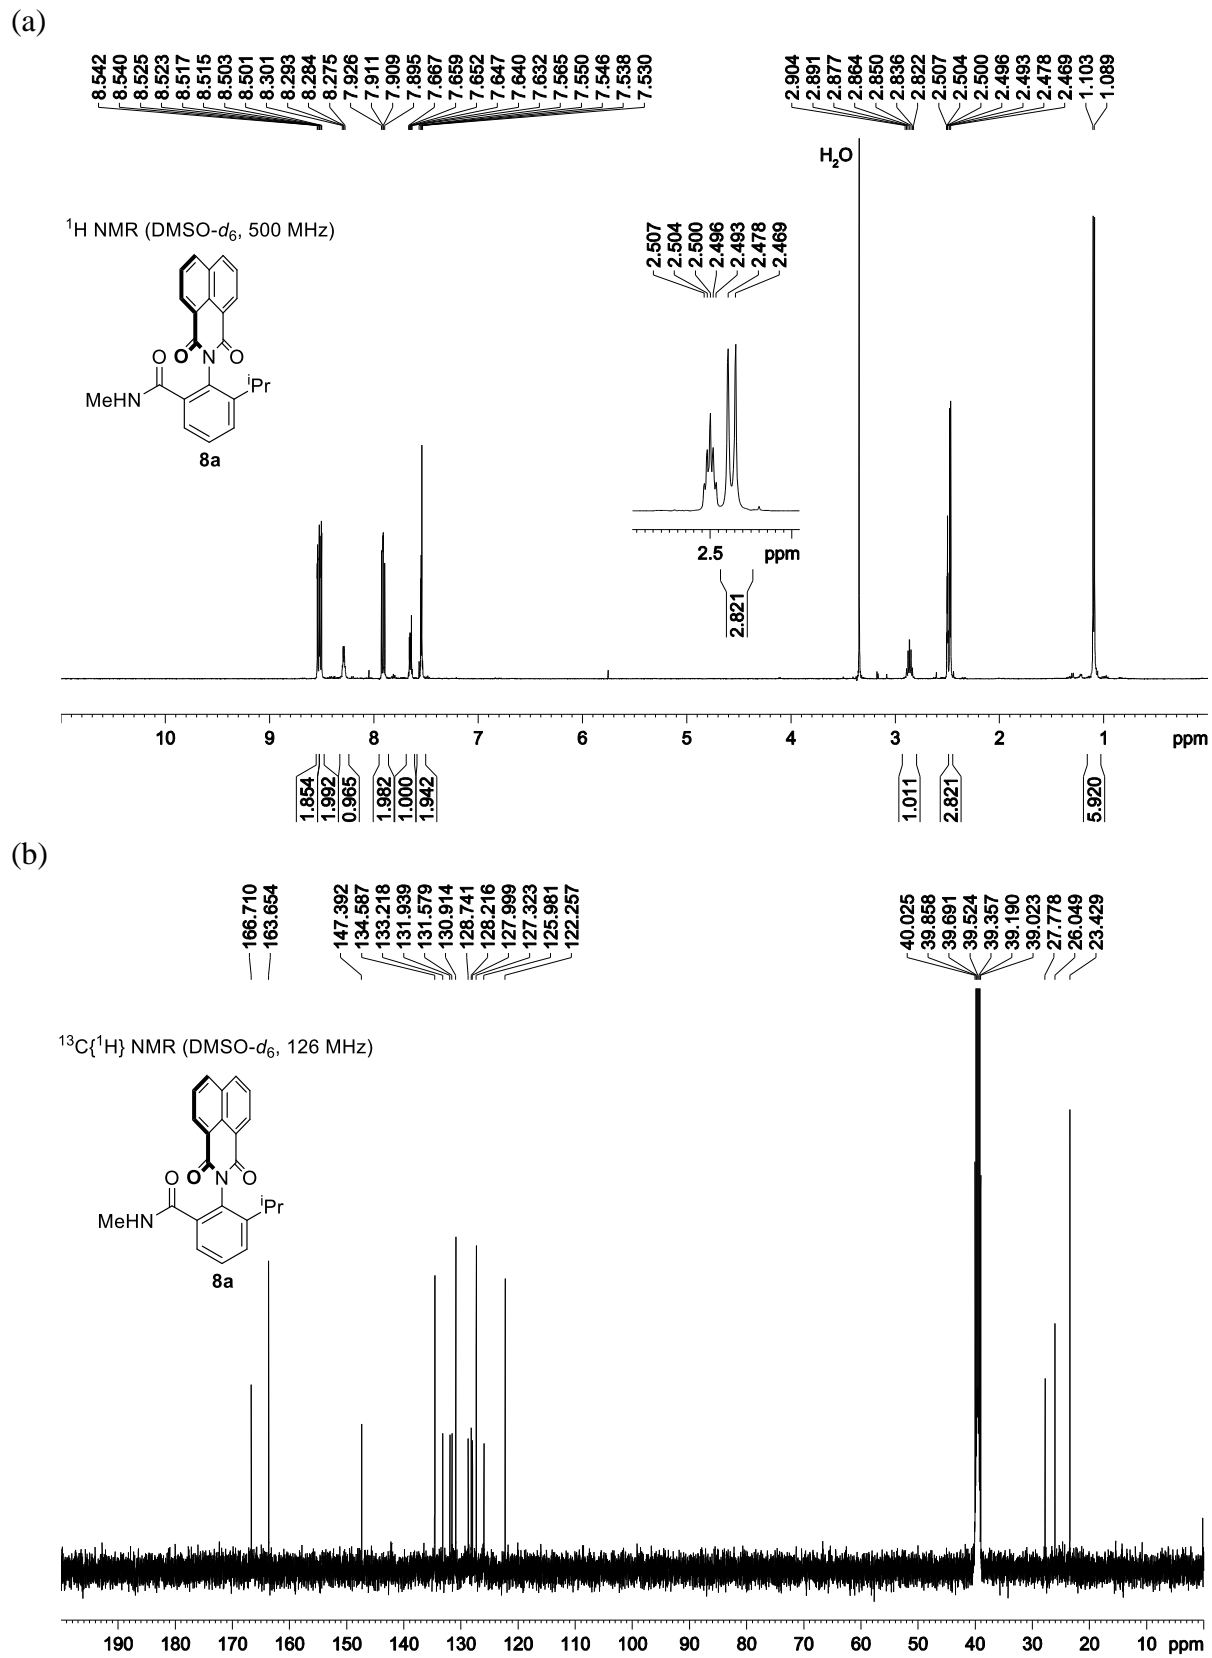 (a)
8.542 8.540 8.525 8.523 8.517 8.515 8.503 8.501 8.301 8.293 8.284 8.275 7.926 7.911 7.909 7.895 7.667 7.659 7.652 7.647 7.640 7.632 7.565 7.550 7.546 7.538 7.530
2.904 2.891 2.877 2.864 2.850 2.836 2.822 2.507 2.504 2.500 2.496 2.493 2.478 2.469 1.103 1.089
H2O
1H NMR (DMSO-d6, 500 MHz)
2.507 2.504 2.500 2.496 2.493 2.478 2.469
O
O N O
MeHN iPr
8a
2.5 ppm
2.821
10 9 8 7 6 5 4 3 2 1 ppm
1.854 1.992 0.965 1.982 1.000 1.942 1.011 2.821 5.920
(b)
166.710 163.654 147.392 134.587 133.218 131.939 131.579 130.914 128.741 128.216 127.999 127.323 125.981 122.257
40.025 39.858 39.691 39.524 39.357 39.190 39.023 27.778 26.049 23.429
13C{1H} NMR (DMSO-d6, 126 MHz)
O
O N O
MeHN iPr
8a
190 180 170 160 150 140 130 120 110 100 90 80 70 60 50 40 30 20 10 ppm